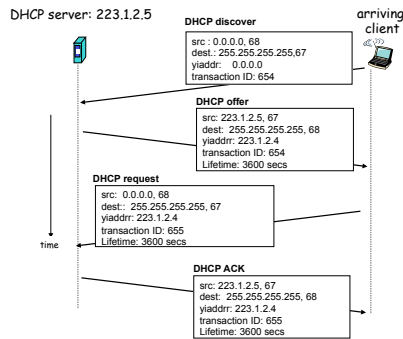 DHCP server: 223.1.2.5
arriving
client
DHCP discover
src : 0.0.0.0, 68
dest.: 255.255.255.255,67
yiaddr: 0.0.0.0
transaction ID: 654
DHCP offer
src: 223.1.2.5, 67
dest: 255.255.255.255, 68
yiaddrr: 223.1.2.4
transaction ID: 654
Lifetime: 3600 secs
DHCP request
src: 0.0.0.0, 68
dest:: 255.255.255.255, 67
yiaddrr: 223.1.2.4
transaction ID: 655
Lifetime: 3600 secs
time
DHCP ACK
src: 223.1.2.5, 67
dest: 255.255.255.255, 68
yiaddrr: 223.1.2.4
transaction ID: 655
Lifetime: 3600 secs